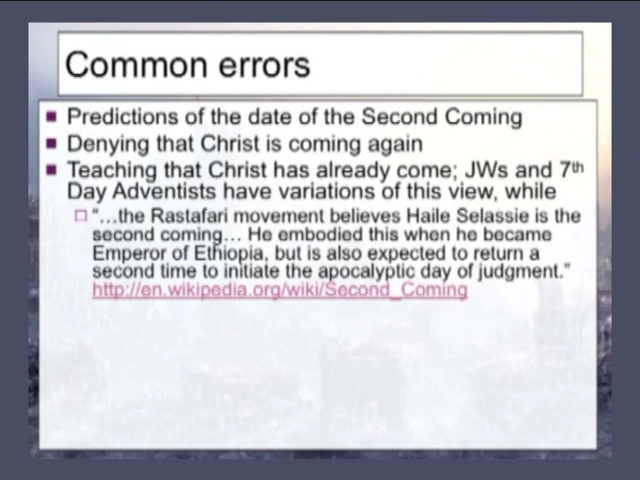 Common errors
Predictions of the date of the Second Coming
Denying that Christ is coming again
Teaching that Christ has already come; JWs and 7th
Day Adventists have variations of this view, while
"...the Rastafari movement believes Haile Selassie is the
second coming... He embodied this when he became
Emperor of Ethiopia, but is also expected to return a
second time to initiate the apocalyptic day of judgment."
http://en.wikipedia.org/wiki/Second_Coming